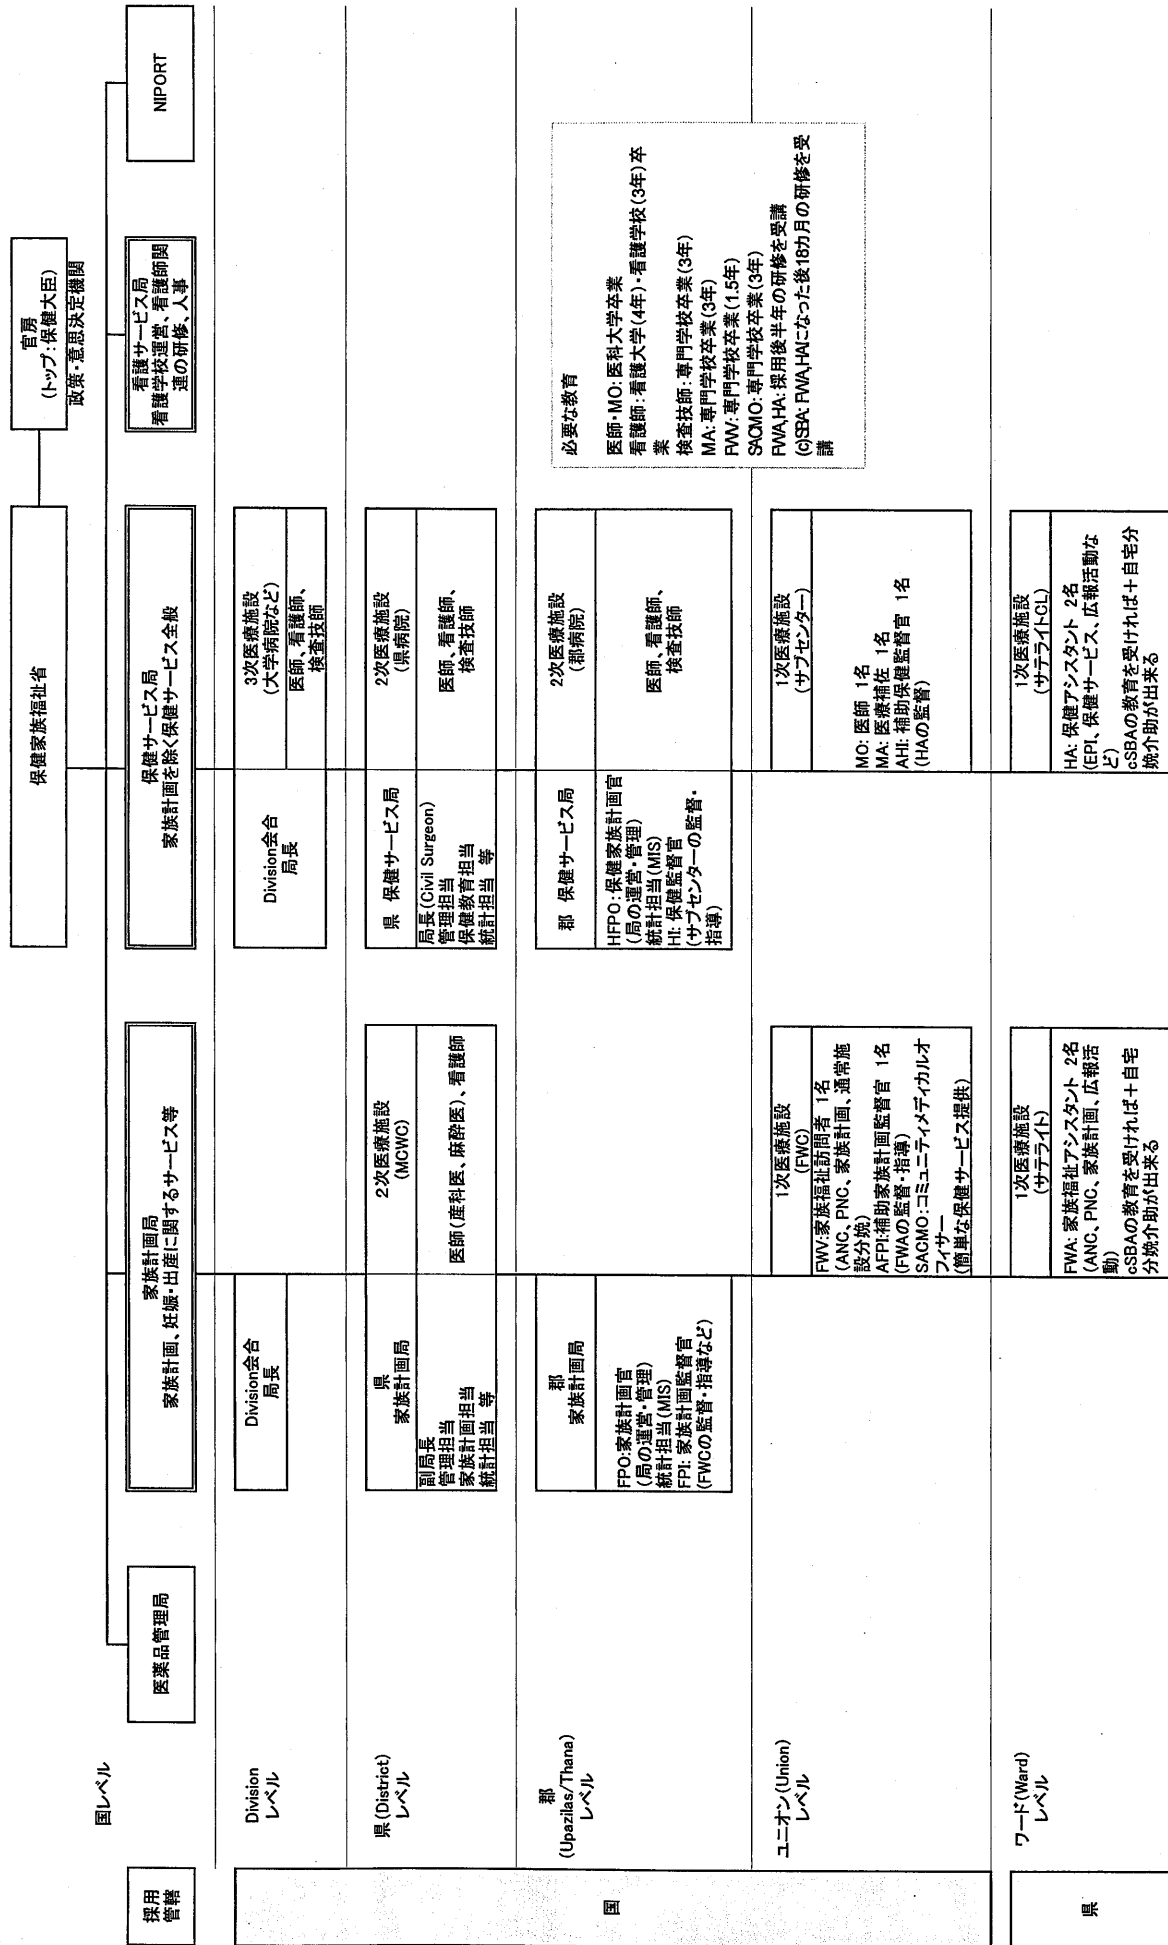 保健家族福祉省
官房
(トップ:保健大臣)
政策・意思決定機関
採用
管轄
国レベル
医薬品管理局
家族計画局
家族計画、妊娠・出産に関するサービス等
保健サービス局
家族計画を除く保健サービス全般
看護サービス局
看護学校運営、看護師関
連の研修、人事
NIPORT
国
Division
レベル
Division会合
局長
Division会合
局長
3次医療施設
(大学病院など)
医師、看護師、
検査技師
県(District)
レベル
県
家族計画局
副局長
管理担当
家族計画担当
統計担当 等
2次医療施設
(MCWC)
医師(産科医、麻酔医)、看護師
県 保健サービス局
局長(Civil Surgeon)
管理担当
保健教育担当
統計担当 等
2次医療施設
(県病院)
医師、看護師、
検査技師
郡
(Upazilas/Thana)
レベル
郡
家族計画局
FPO:家族計画官
(局の運営・管理)
統計担当(MIS)
FPI: 家族計画監督官
(FWCの監督・指導など)
郡 保健サービス局
HFPO:保健家族計画官
(局の運営・管理)
統計担当(MIS)
HI: 保健監督官
(サブセンターの監督・
指導)
2次医療施設
(郡病院)
医師、看護師、
検査技師
必要な教育
医師・MO: 医科大学卒業
看護師: 看護大学(4年)・看護学校(3年)卒
業
検査技師: 専門学校卒業(3年)
MA: 専門学校卒業(3年)
FWV: 専門学校卒業(1.5年)
SACMO: 専門学校卒業(3年)
FWA,HA: 採用後半年の研修を受講
(c)SBA: FWA,HAになった後18カ月の研修を受
講
ユニオン(Union)
レベル
1次医療施設
(FWC)
FWV:家族福祉訪問者 1名
(ANC、PNC、家族計画、通常施
設分娩)
AFPI:補助家族計画監督官 1名
(FWAの監督・指導)
SACMO:コミュニティメディカルオ
フィサー
(簡単な保健サービス提供)
1次医療施設
(サブセンター)
MO: 医師 1名
MA: 医療補佐 1名
AHI: 補助保健監督官 1名
(HAの監督)
県
ワード(Ward)
レベル
1次医療施設
(サテライト)
FWA: 家族福祉アシスタント 2名
(ANC、PNC、家族計画、広報活
動)
cSBAの教育を受ければ+自宅
分娩介助が出来る
1次医療施設
(サテライトCL)
HA: 保健アシスタント 2名
(EPI、保健サービス、広報活動な
ど)
cSBAの教育を受ければ+自宅分
娩介助が出来る